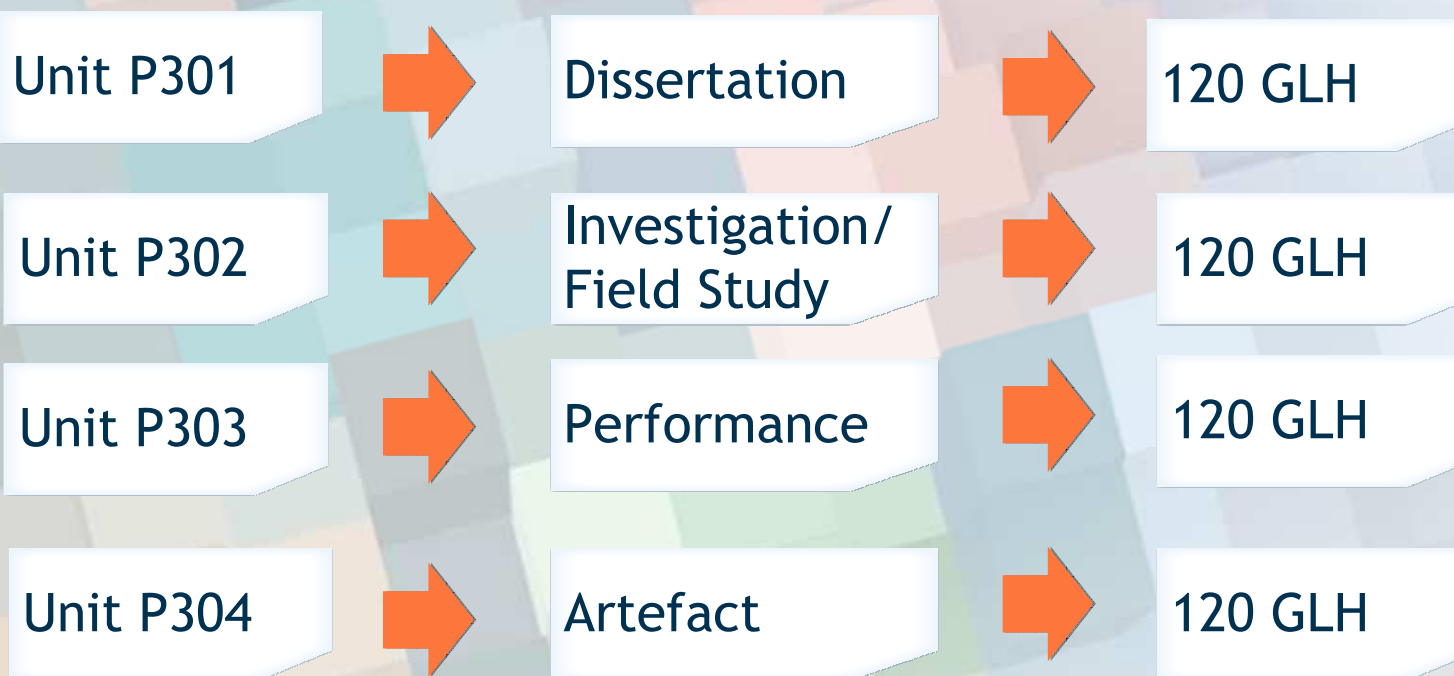 Unit P301
Dissertation
120 GLH
Unit P302
Investigation/
Field Study
120 GLH
Unit P303
Performance
120 GLH
Unit P304
Artefact
120 GLH